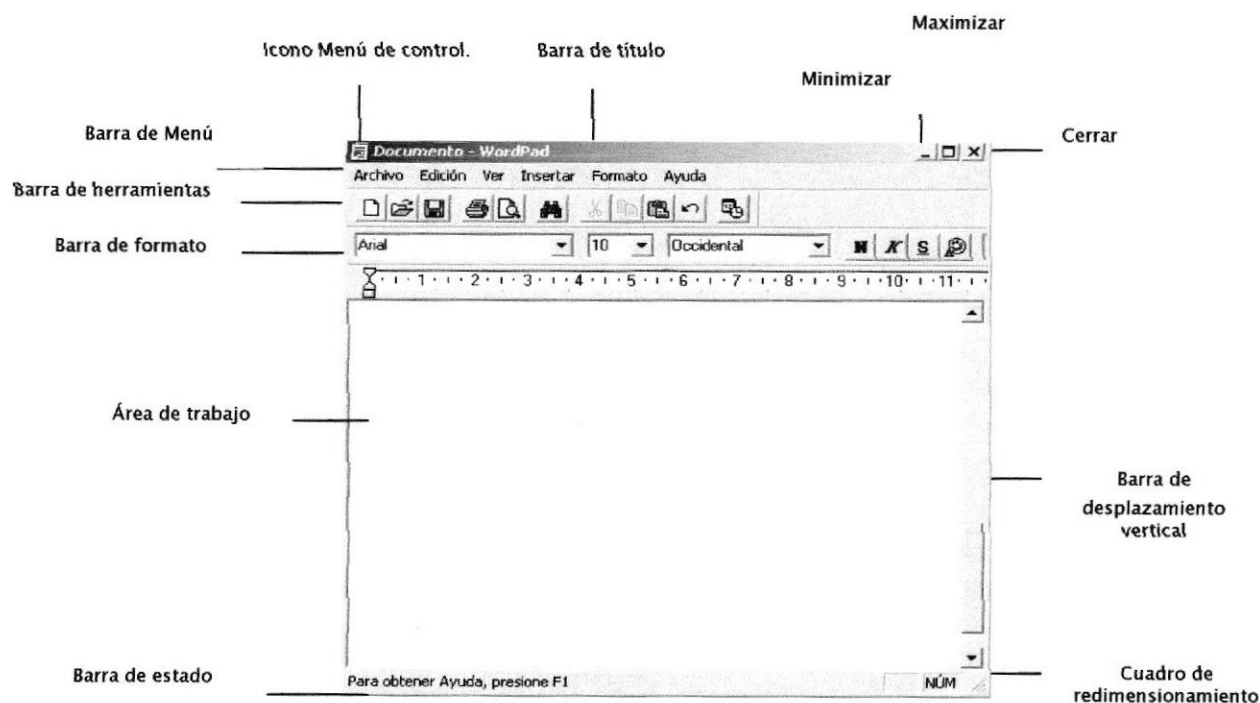 Maximizar
Icono Menú de control.
Barra de título
Minimizar
Barra de Menú
Cerrar
Documento - WordPad
Archivo Edición Ver Insertar Formato Ayuda
Barra de herramientas
Barra de formato
Arial 10 Occidental N K S
1 2 3 4 5 6 7 8 9 10 11
Área de trabajo
Barra de
desplazamiento
vertical
Barra de estado
Para obtener Ayuda, presione F1 NÚM
Cuadro de
redimensionamiento